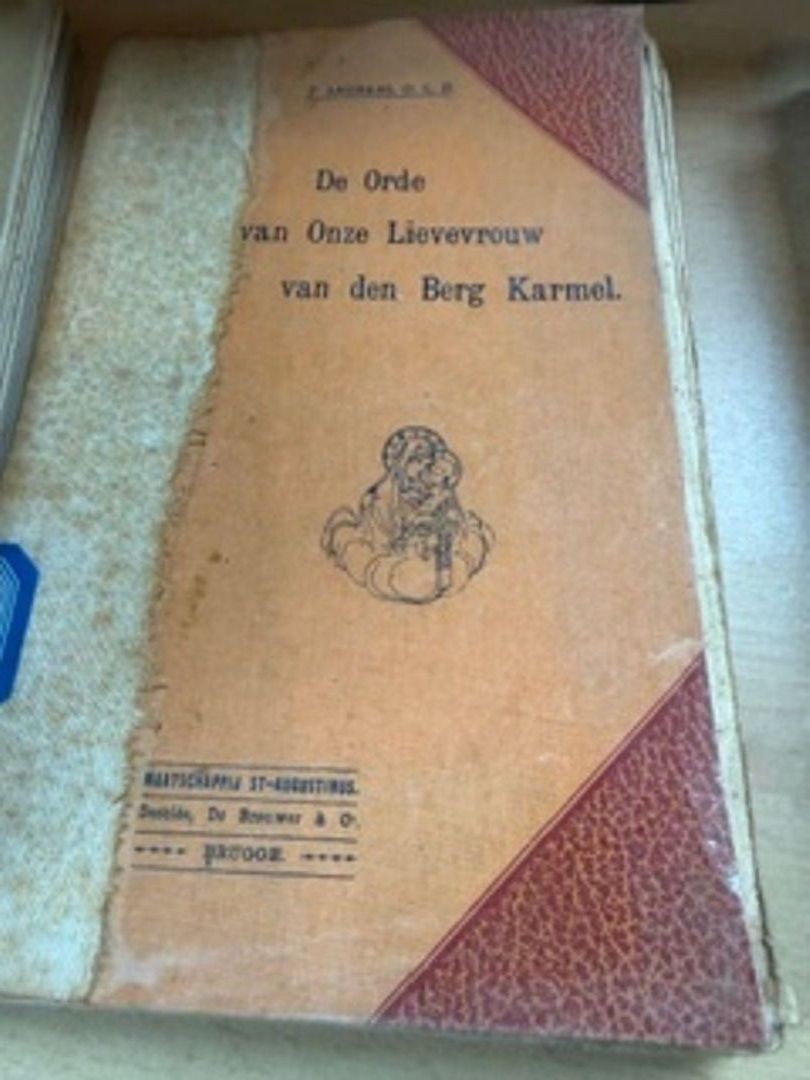 O. C. D.
De Orde
van Onze Lievevrouw
van den Berg Karmel.
MAATSCHAPPIJ ST-AUGUSTINUS.
Desclée, De Brouwer & Cⁱᵉ.
BRUGGE.